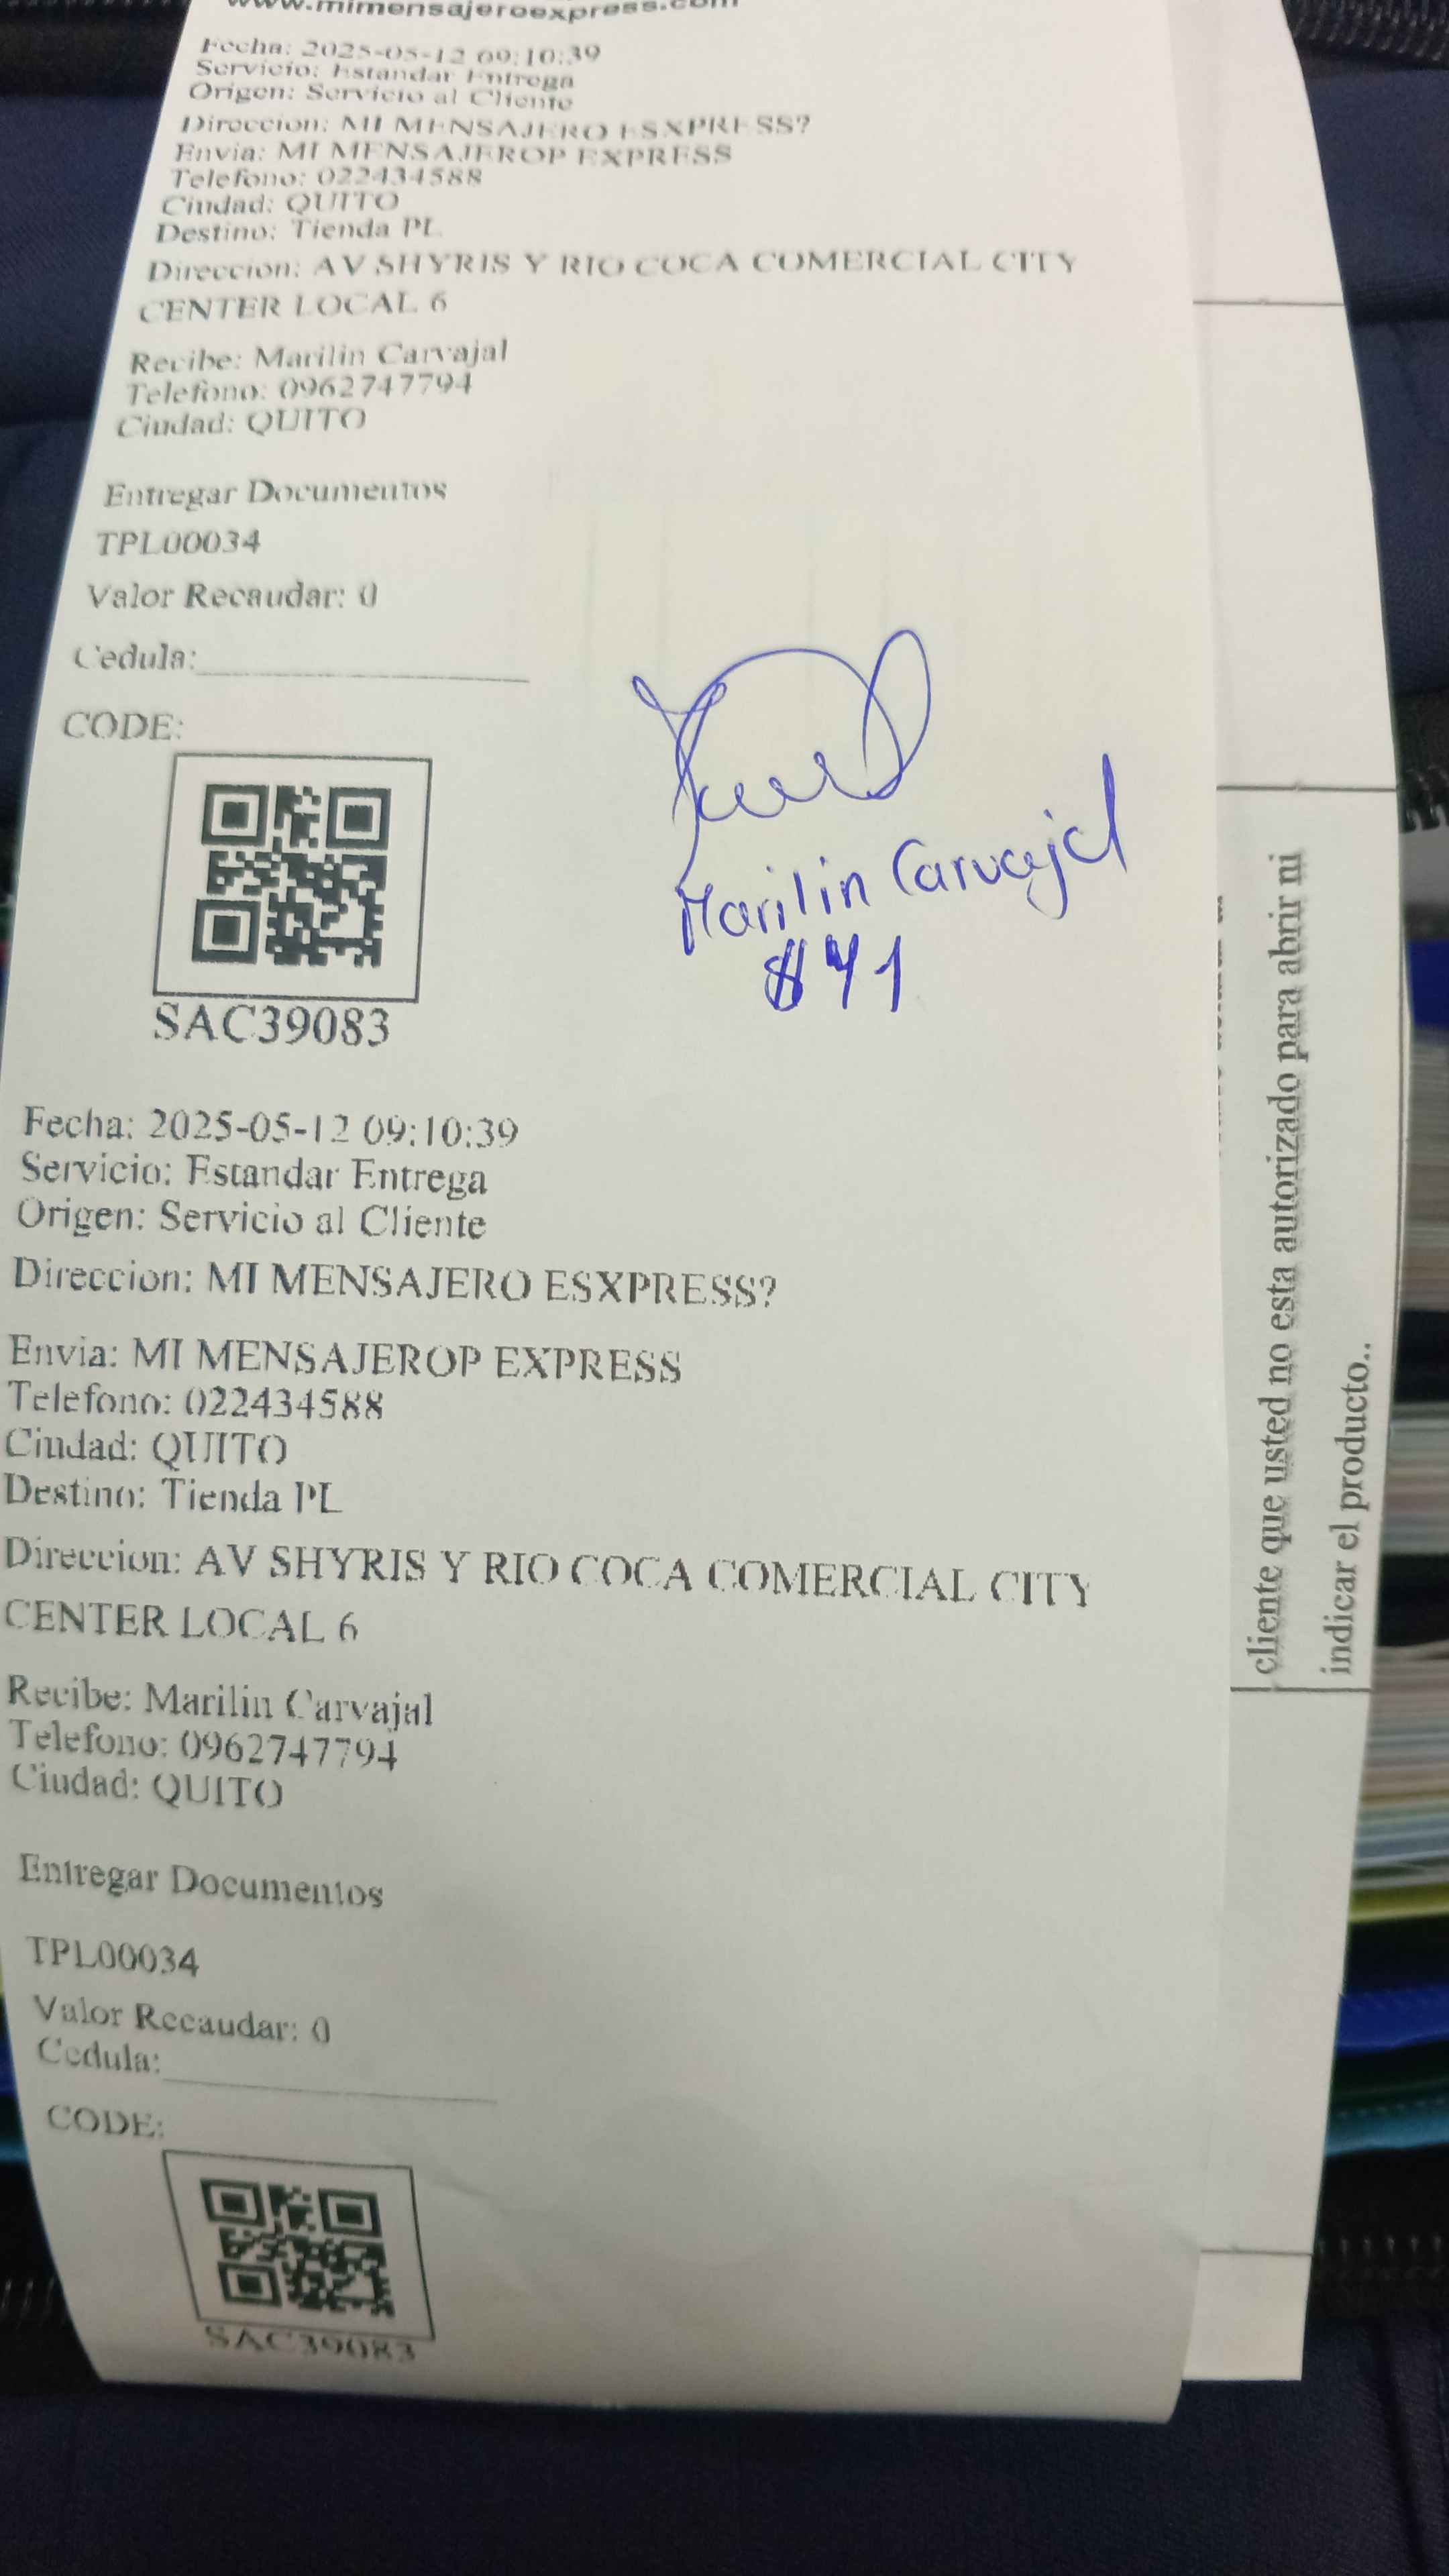 www.mimensajeroexpress.com
Fecha: 2025-05-12 09:10:39
Servicio: Estandar Entrega
Origen: Servicio al Cliente
Direccion: MI MENSAJERO ESXPRESS?
Envia: MI MENSAJEROP EXPRESS
Telefono: 022434588
Ciudad: QUITO
Destino: Tienda PL
Direccion: AV SHYRIS Y RIO COCA COMERCIAL CITY
CENTER LOCAL 6
Recibe: Marilin Carvajal
Telefono: 0962747794
Ciudad: QUITO
Entregar Documentos
TPL00034
Valor Recaudar: 0
Cedula:
CODE:
SAC39083
Marilin Carvajal
Fecha: 2025-05-12 09:10:39
Servicio: Estandar Entrega
Origen: Servicio al Cliente
Direccion: MI MENSAJERO ESXPRESS?
Envia: MI MENSAJEROP EXPRESS
Telefono: 022434588
Ciudad: QUITO
Destino: Tienda PL
Direccion: AV SHYRIS Y RIO COCA COMERCIAL CITY
CENTER LOCAL 6
Recibe: Marilin Carvajal
Telefono: 0962747794
Ciudad: QUITO
Entregar Documentos
TPL00034
Valor Recaudar: 0
Cedula:
CODE:
SAC39083
cliente que usted no esta autorizado para abrir ni
indicar el producto..